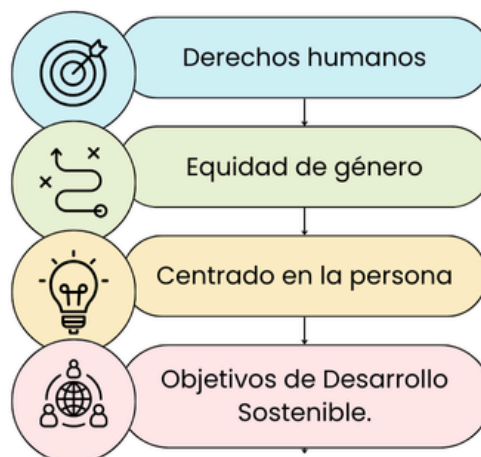 Derechos humanos
Equidad de género
Centrado en la persona
Objetivos de Desarrollo
Sostenible.